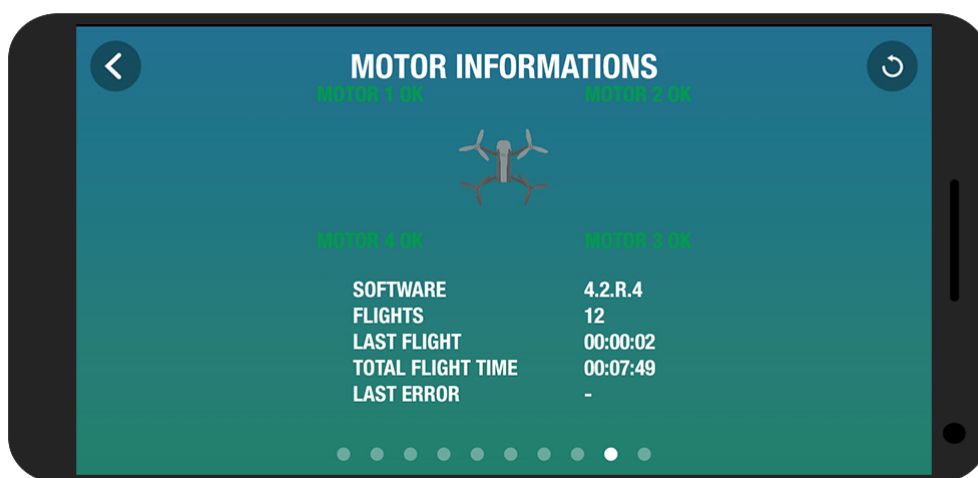 MOTOR INFORMATIONS
MOTOR 1 OK MOTOR 2 OK
MOTOR 4 OK MOTOR 3 OK
SOFTWARE 4.2.R.4
FLIGHTS 12
LAST FLIGHT 00:00:02
TOTAL FLIGHT TIME 00:07:49
LAST ERROR -